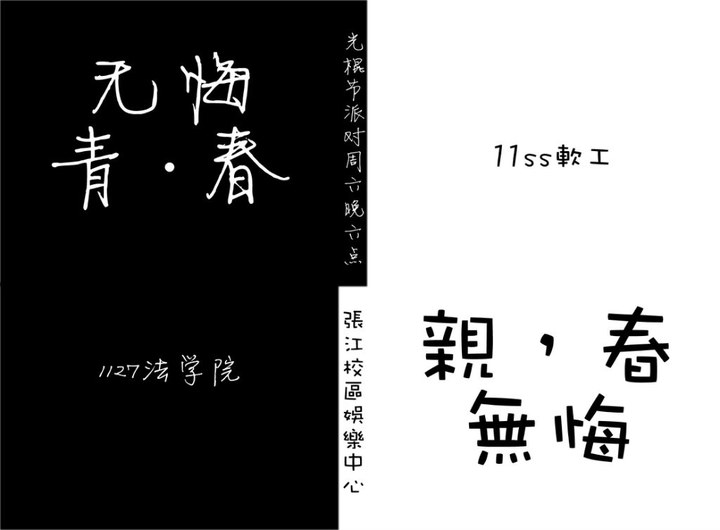 无悔
青·春
1127法学院
光棍节派对周六晚六点
張江校區娛樂中心
11ss軟工
親，春
無悔